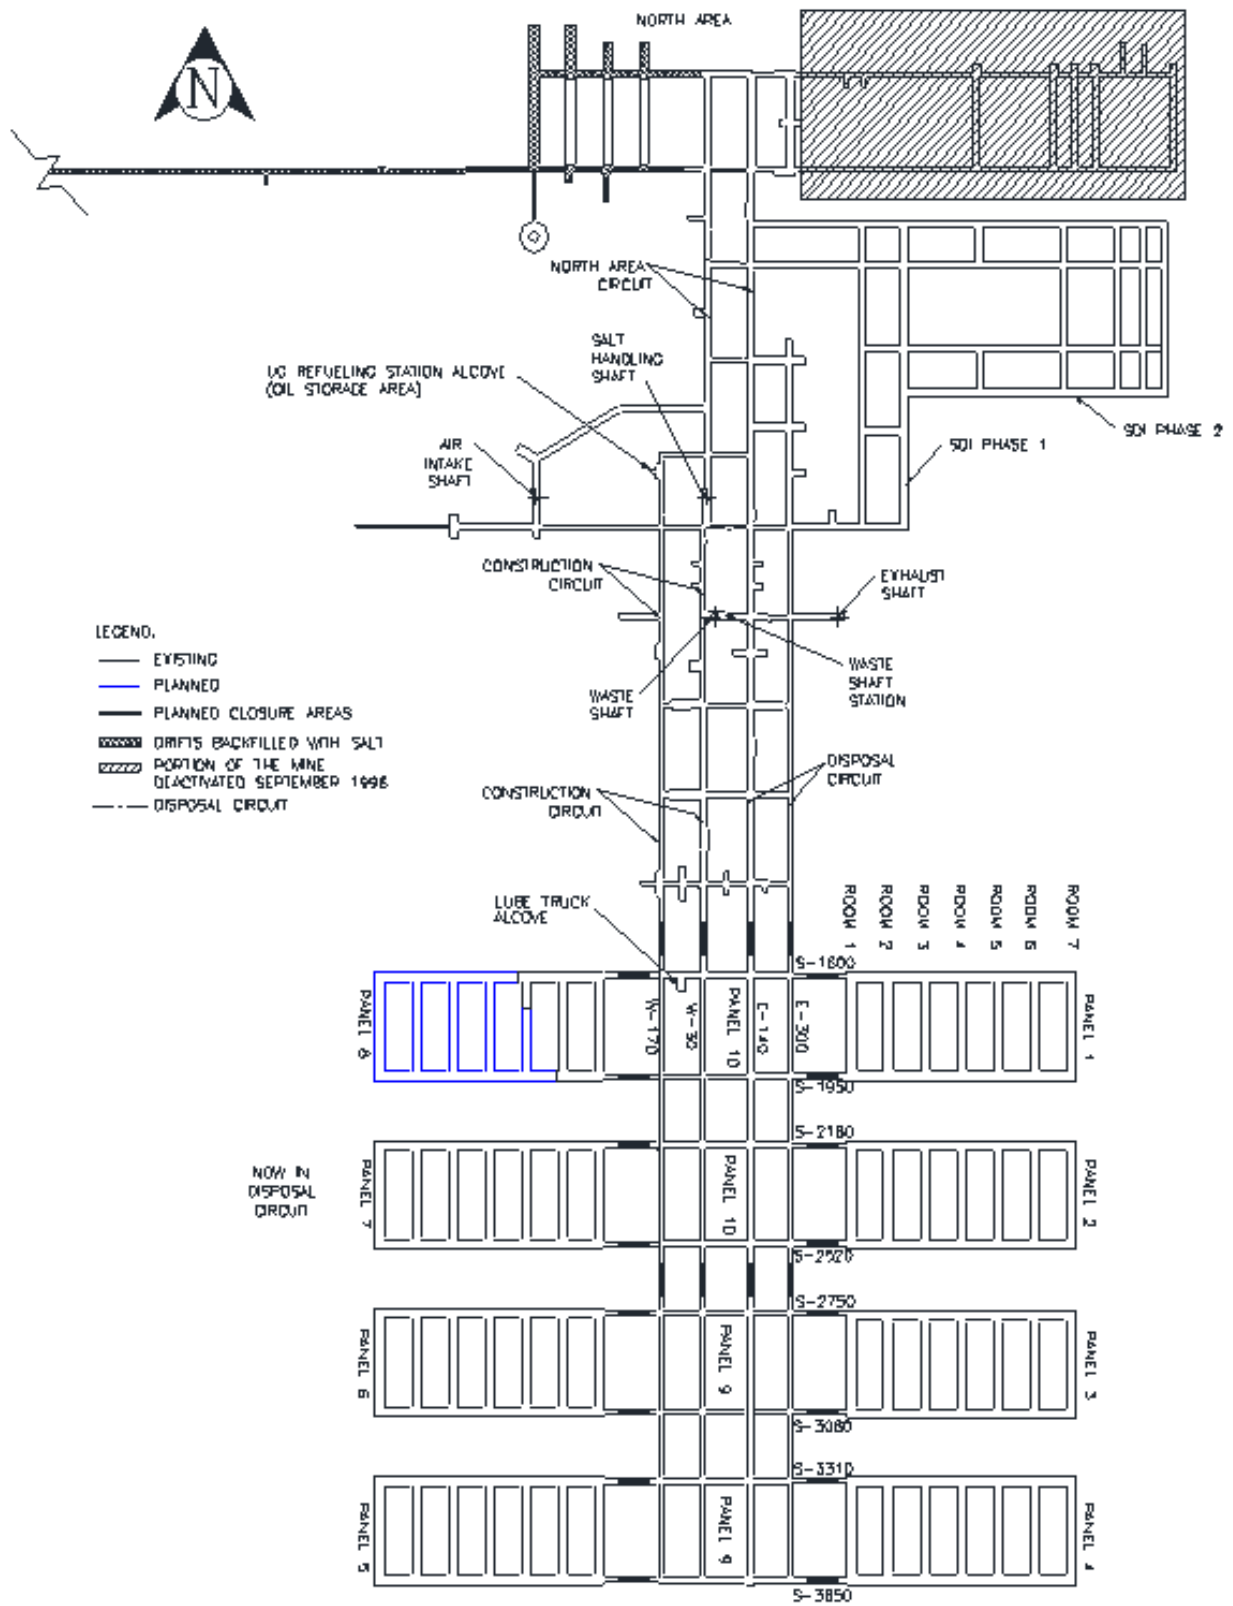 NORTH AREA
N
NORTH AREA
CIRCUIT
SALT
HANDLING
SHAFT
UG REFUELING STATION ALCOVE
(OIL STORAGE AREA)
AIR
INTAKE
SHAFT
SDI PHASE 2
SDI PHASE 1
CONSTRUCTION
CIRCUIT
EXHAUST
SHAFT
LEGEND:
EXISTING
PLANNED
PLANNED CLOSURE AREAS
DRIFTS BACKFILLED WITH SALT
PORTION OF THE MINE
DEACTIVATED SEPTEMBER 1996
DISPOSAL CIRCUIT
WASTE
SHAFT
WASTE
SHAFT
STATION
DISPOSAL
CIRCUIT
CONSTRUCTION
CIRCUIT
LUBE TRUCK
ALCOVE
ROOM 1
ROOM 2
ROOM 3
ROOM 4
ROOM 5
ROOM 6
ROOM 7
S-1600
PANEL 8
W-170
W-30
PANEL 10
E-140
E-300
PANEL 1
S-1950
S-2180
NOW IN
DISPOSAL
CIRCUIT
PANEL 7
PANEL 10
PANEL 2
S-2520
S-2750
PANEL 6
PANEL 9
PANEL 3
S-3080
S-3310
PANEL 5
PANEL 9
PANEL 4
S-3650